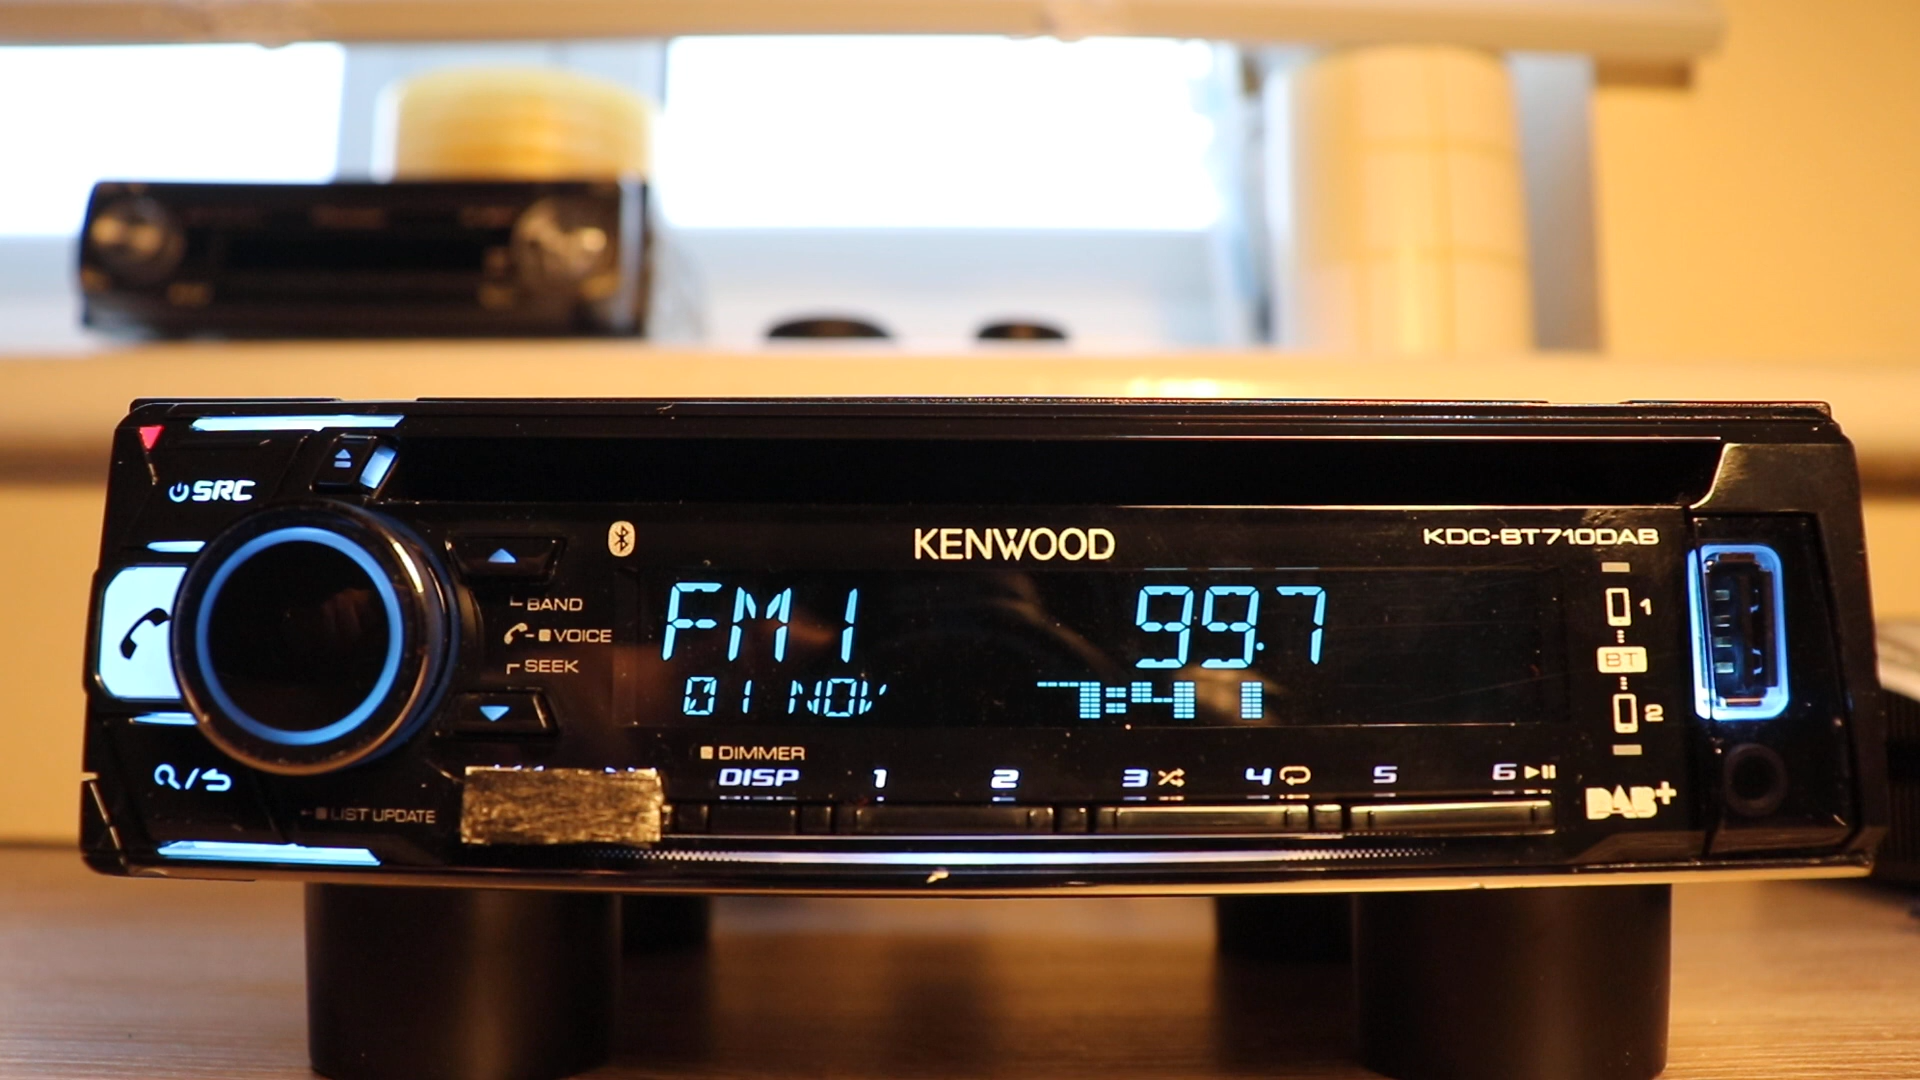 SRC
KENWOOD
KDC-BT710DAB
BAND
VOICE
SEEK
FM1 99.7
01 NOV 7:41
1
BT
2
DIMMER
DISP 1 2 3 4 5 6
LIST UPDATE
DAB+